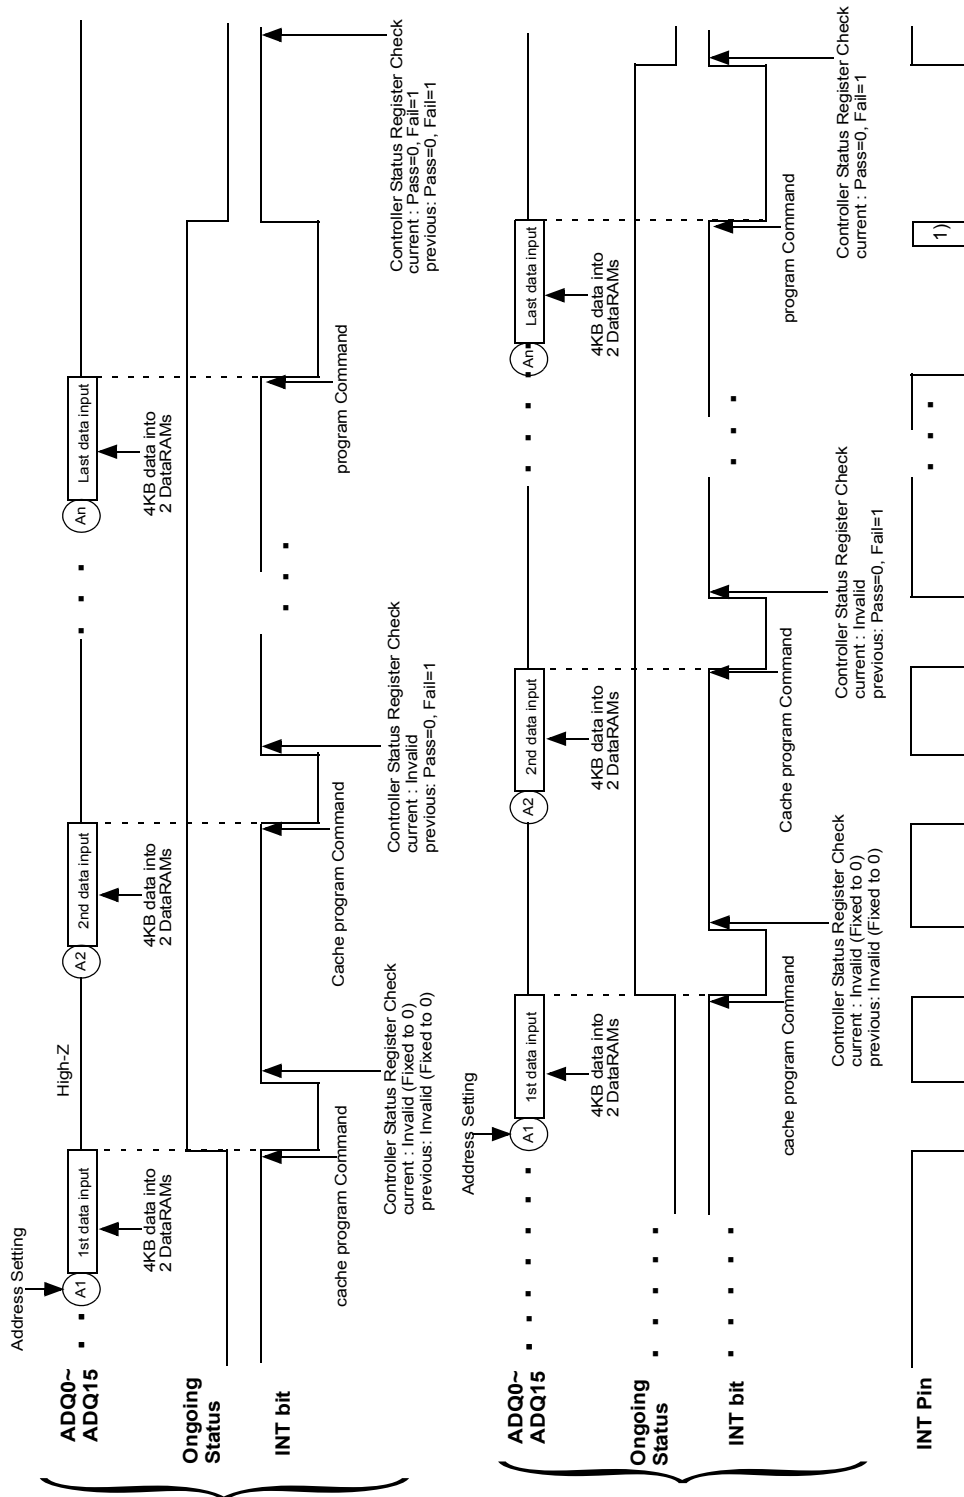 Address Setting
ADQ0~
ADQ15
A1
1st data input
High-Z
A2
2nd data input
An
Last data input
4KB data into
2 DataRAMs
4KB data into
2 DataRAMs
4KB data into
2 DataRAMs
Ongoing
Status
INT bit
cache program Command
Cache program Command
program Command
Controller Status Register Check
current : Invalid (Fixed to 0)
previous: Invalid (Fixed to 0)
Controller Status Register Check
current : Invalid
previous: Pass=0, Fail=1
Controller Status Register Check
current : Pass=0, Fail=1
previous: Pass=0, Fail=1
Address Setting
ADQ0~
ADQ15
A1
1st data input
A2
2nd data input
An
Last data input
4KB data into
2 DataRAMs
4KB data into
2 DataRAMs
4KB data into
2 DataRAMs
Ongoing
Status
INT bit
cache program Command
Cache program Command
program Command
Controller Status Register Check
current : Invalid (Fixed to 0)
previous: Invalid (Fixed to 0)
Controller Status Register Check
current : Invalid
previous: Pass=0, Fail=1
Controller Status Register Check
current : Pass=0, Fail=1
INT Pin
1)